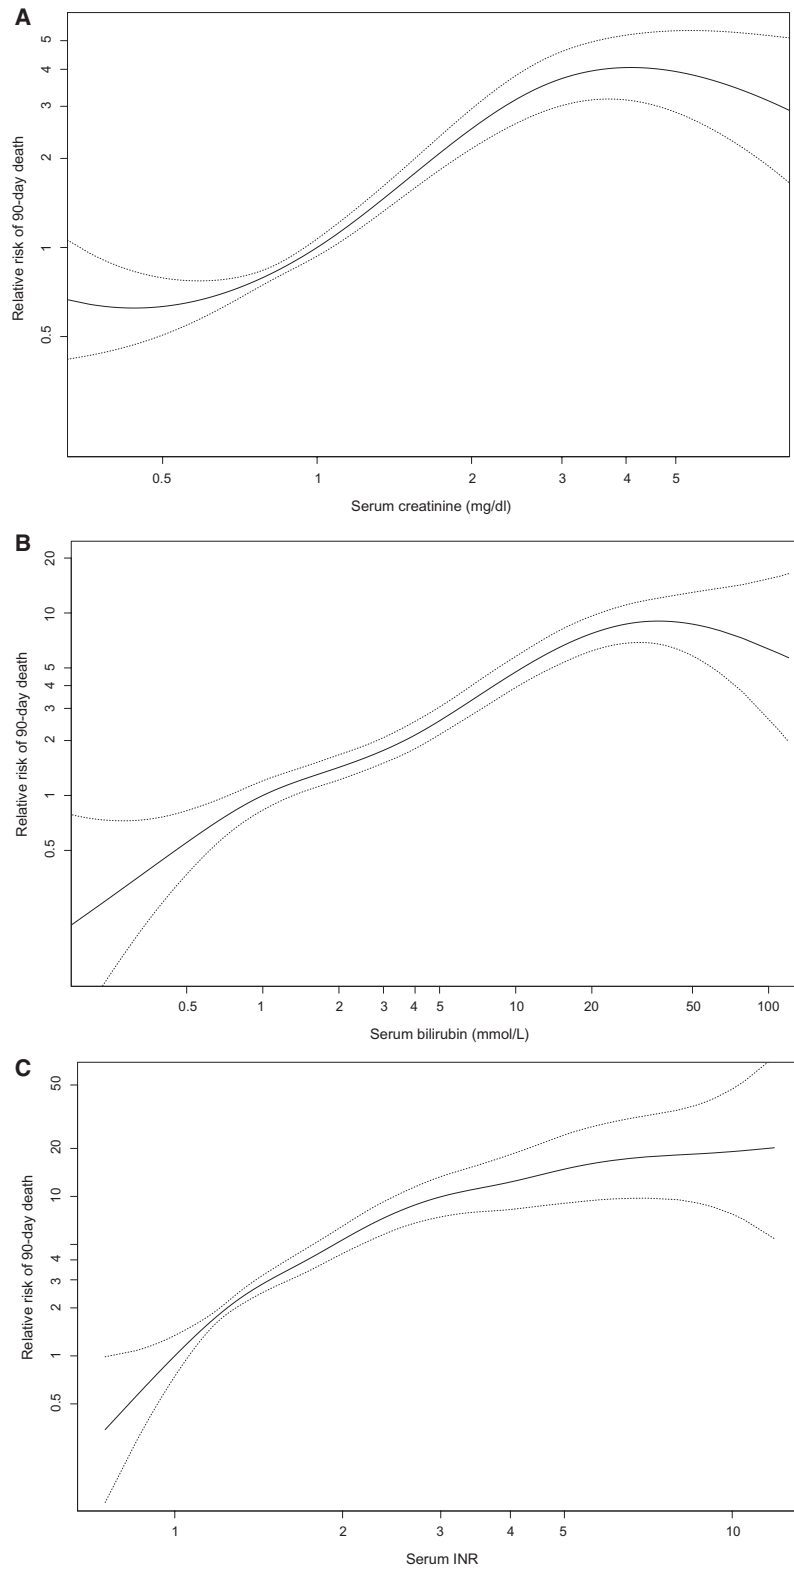 A
Relative risk of 90-day death
5
4
3
2
1
0.5
0.5 1 2 3 4 5
Serum creatinine (mg/dl)
B
Relative risk of 90-day death
20
10
5
4
3
2
1
0.5
0.5 1 2 3 4 5 10 20 50 100
Serum bilirubin (mmol/L)
C
Relative risk of 90-day death
50
20
10
4
3
2
1
0.5
1 2 3 4 5 10
Serum INR